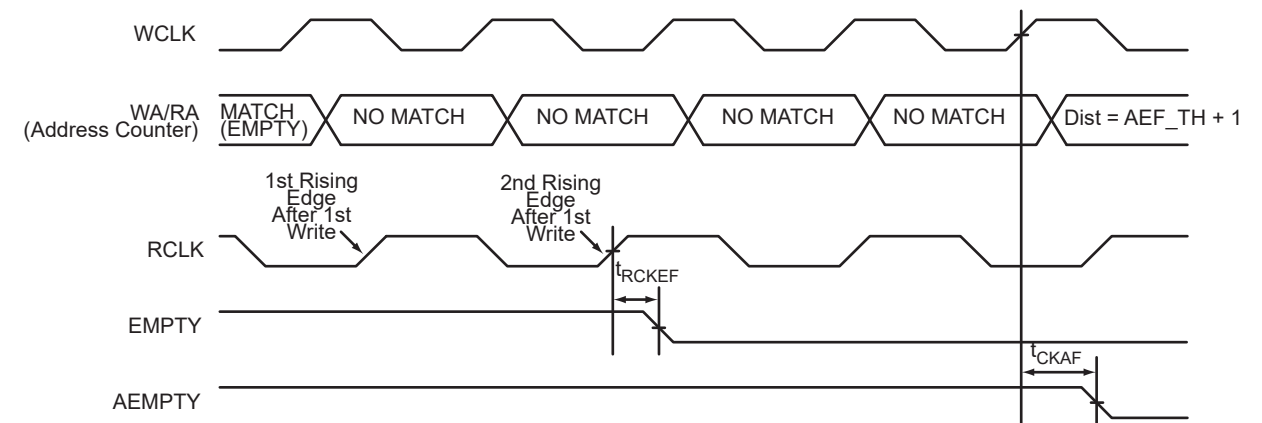 WCLK
WA/RA
(Address Counter)
MATCH
(EMPTY)
NO MATCH
NO MATCH
NO MATCH
NO MATCH
Dist = AEF_TH + 1
1st Rising
Edge
After 1st
Write
2nd Rising
Edge
After 1st
Write
RCLK
tRCKEF
EMPTY
tCKAF
AEMPTY